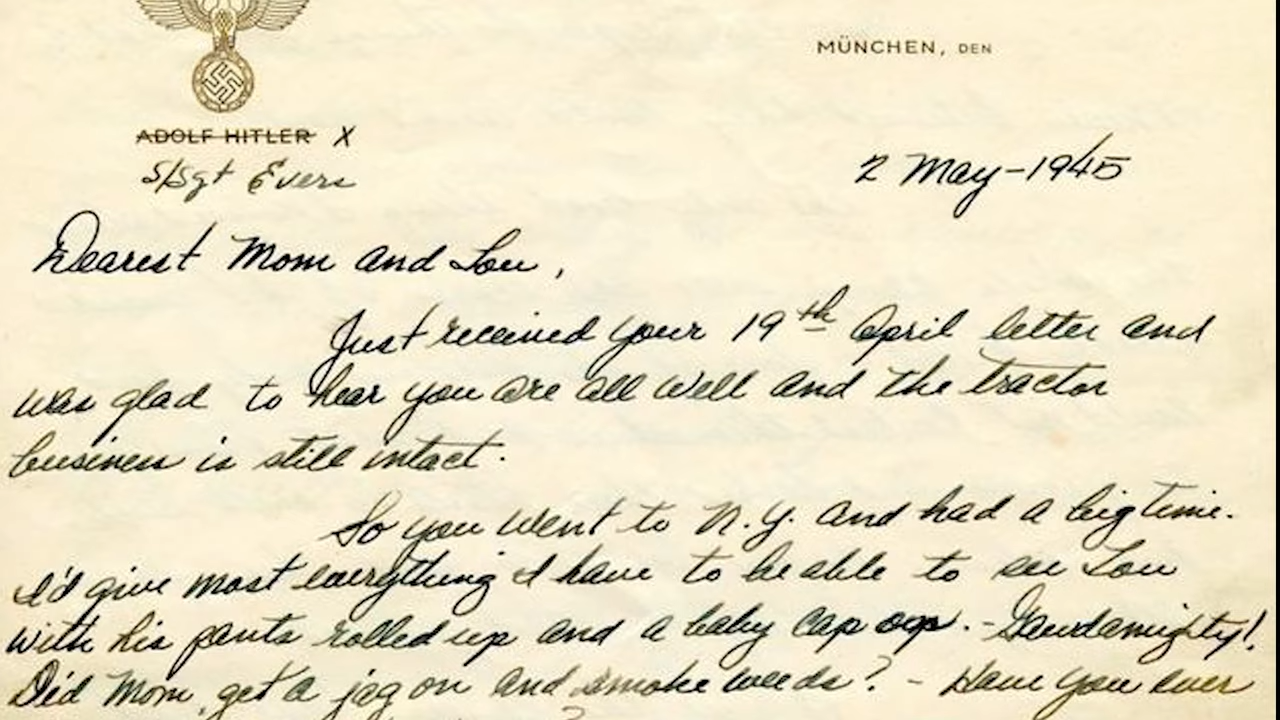 MÜNCHEN, DEN
ADOLF HITLER X
S/Sgt Evers
2 May-1945
Dearest Mom and Lou,
Just received your 19th April letter and
was glad to hear you are all well and the tractor
business is still intact.
So you went to N.Y. and had a big time.
I'd give most everything I have to be able to see Lou
with his pants rolled up and a baby cap on. - Gawdamighty!
Did Mom get a jag on and smoke weeds? - Have you ever